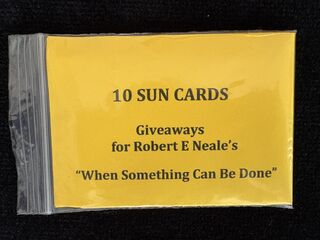 10 SUN CARDS
Giveaways
for Robert E Neale's
"When Something Can Be Done"